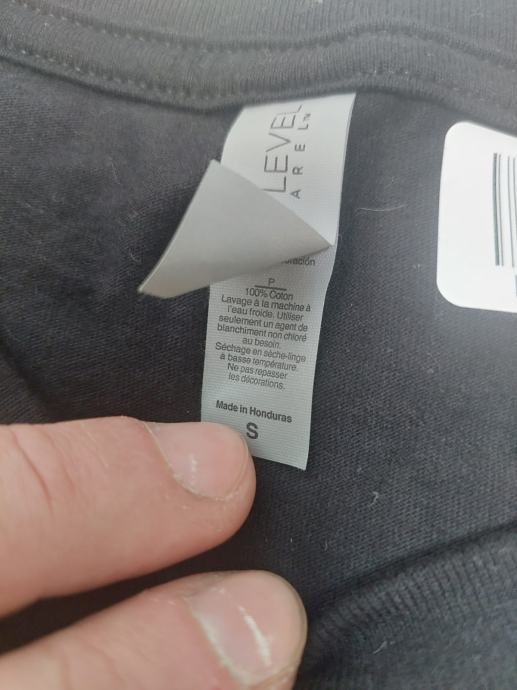 LEVEL
AREL™
P
100% Coton
Lavage à la machine à
l'eau froide. Utiliser
seulement un agent de
blanchiment non chloré
au besoin.
Séchage en sèche-linge
à basse température.
Ne pas repasser
les décorations.
Made in Honduras
S